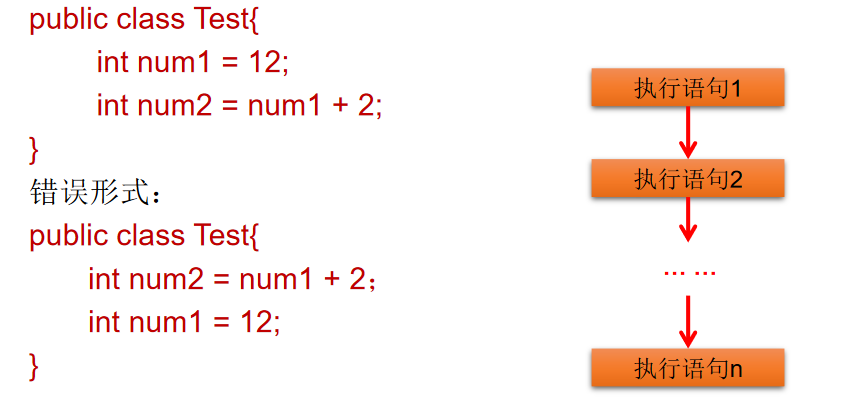 public class Test{
int num1 = 12;
int num2 = num1 + 2;
}
错误形式：
public class Test{
int num2 = num1 + 2；
int num1 = 12;
}
执行语句1
执行语句2
... ...
执行语句n